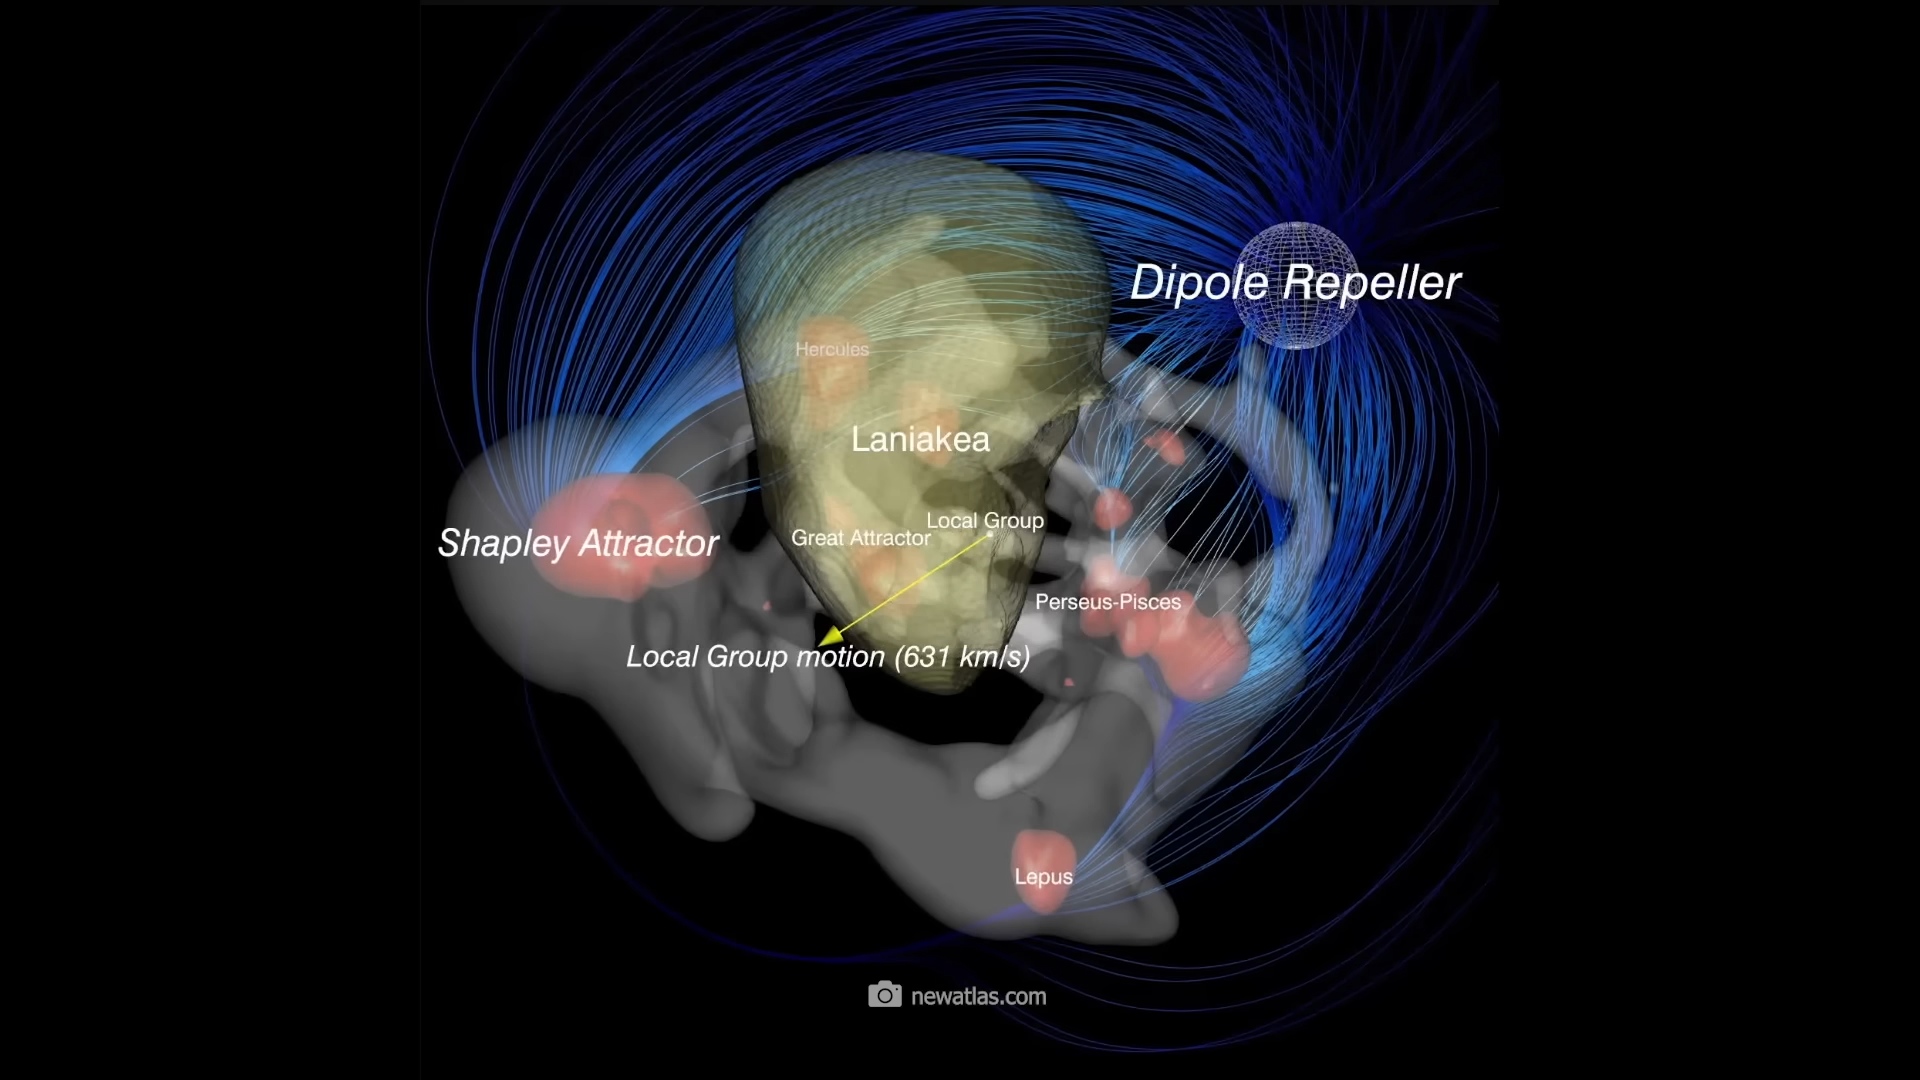 Dipole Repeller
Hercules
Laniakea
Local Group
Great Attractor
Shapley Attractor
Perseus-Pisces
Local Group motion (631 km/s)
Lepus
newatlas.com